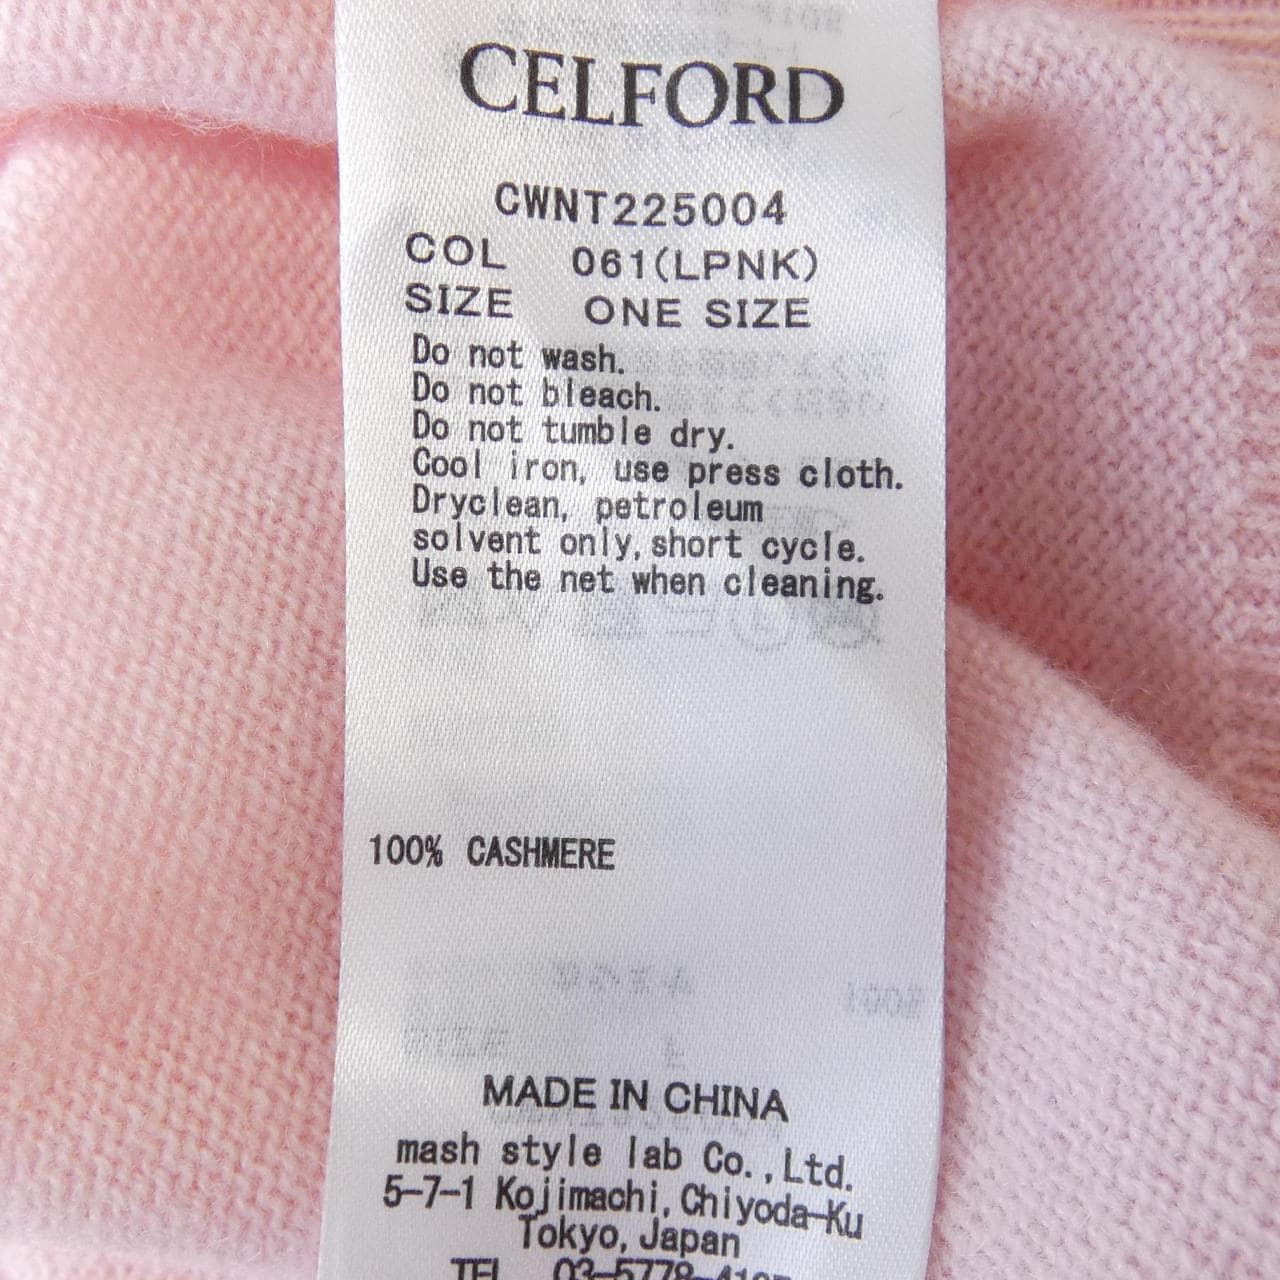 CELFORD
CWNT225004
COL 061(LPNK)
SIZE ONE SIZE
Do not wash.
Do not bleach.
Do not tumble dry.
Cool iron, use press cloth.
Dryclean, petroleum
solvent only, short cycle.
Use the net when cleaning.
100% CASHMERE
MADE IN CHINA
mash style lab Co.,Ltd.
5-7-1 Kojimachi, Chiyoda-Ku
Tokyo, Japan
TEL